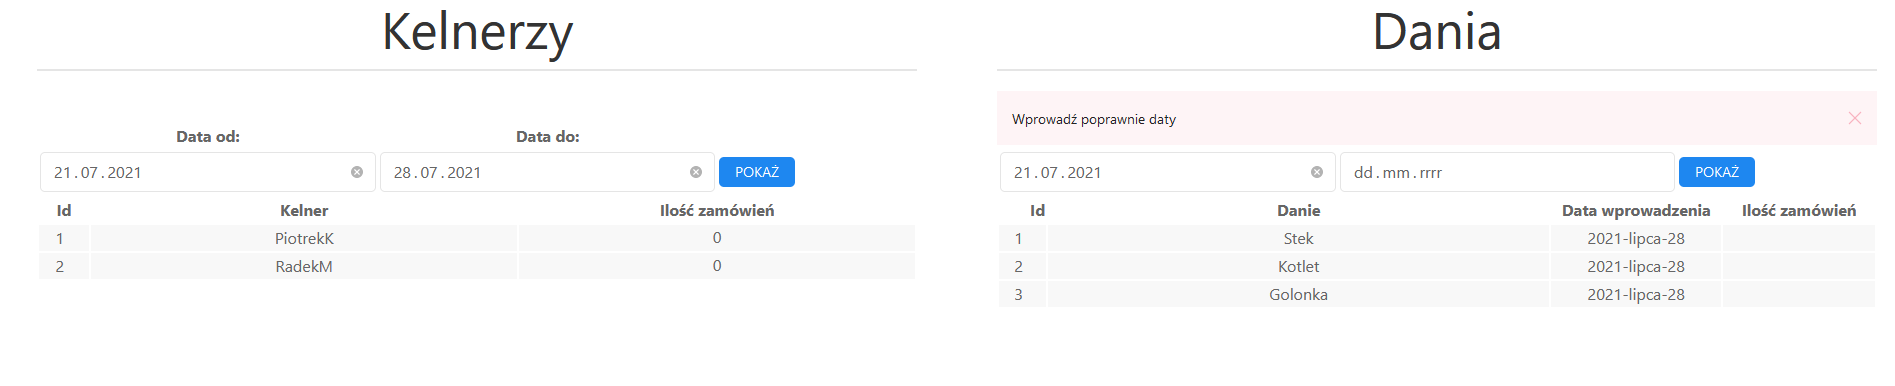 Kelnerzy
Data od: Data do:
21.07.2021 28.07.2021 POKAŻ
Id Kelner Ilość zamówień
1 PiotrekK 0
2 RadekM 0
Dania
Wprowadź poprawnie daty
21.07.2021 dd.mm.rrrr POKAŻ
Id Danie Data wprowadzenia Ilość zamówień
1 Stek 2021-lipca-28
2 Kotlet 2021-lipca-28
3 Golonka 2021-lipca-28